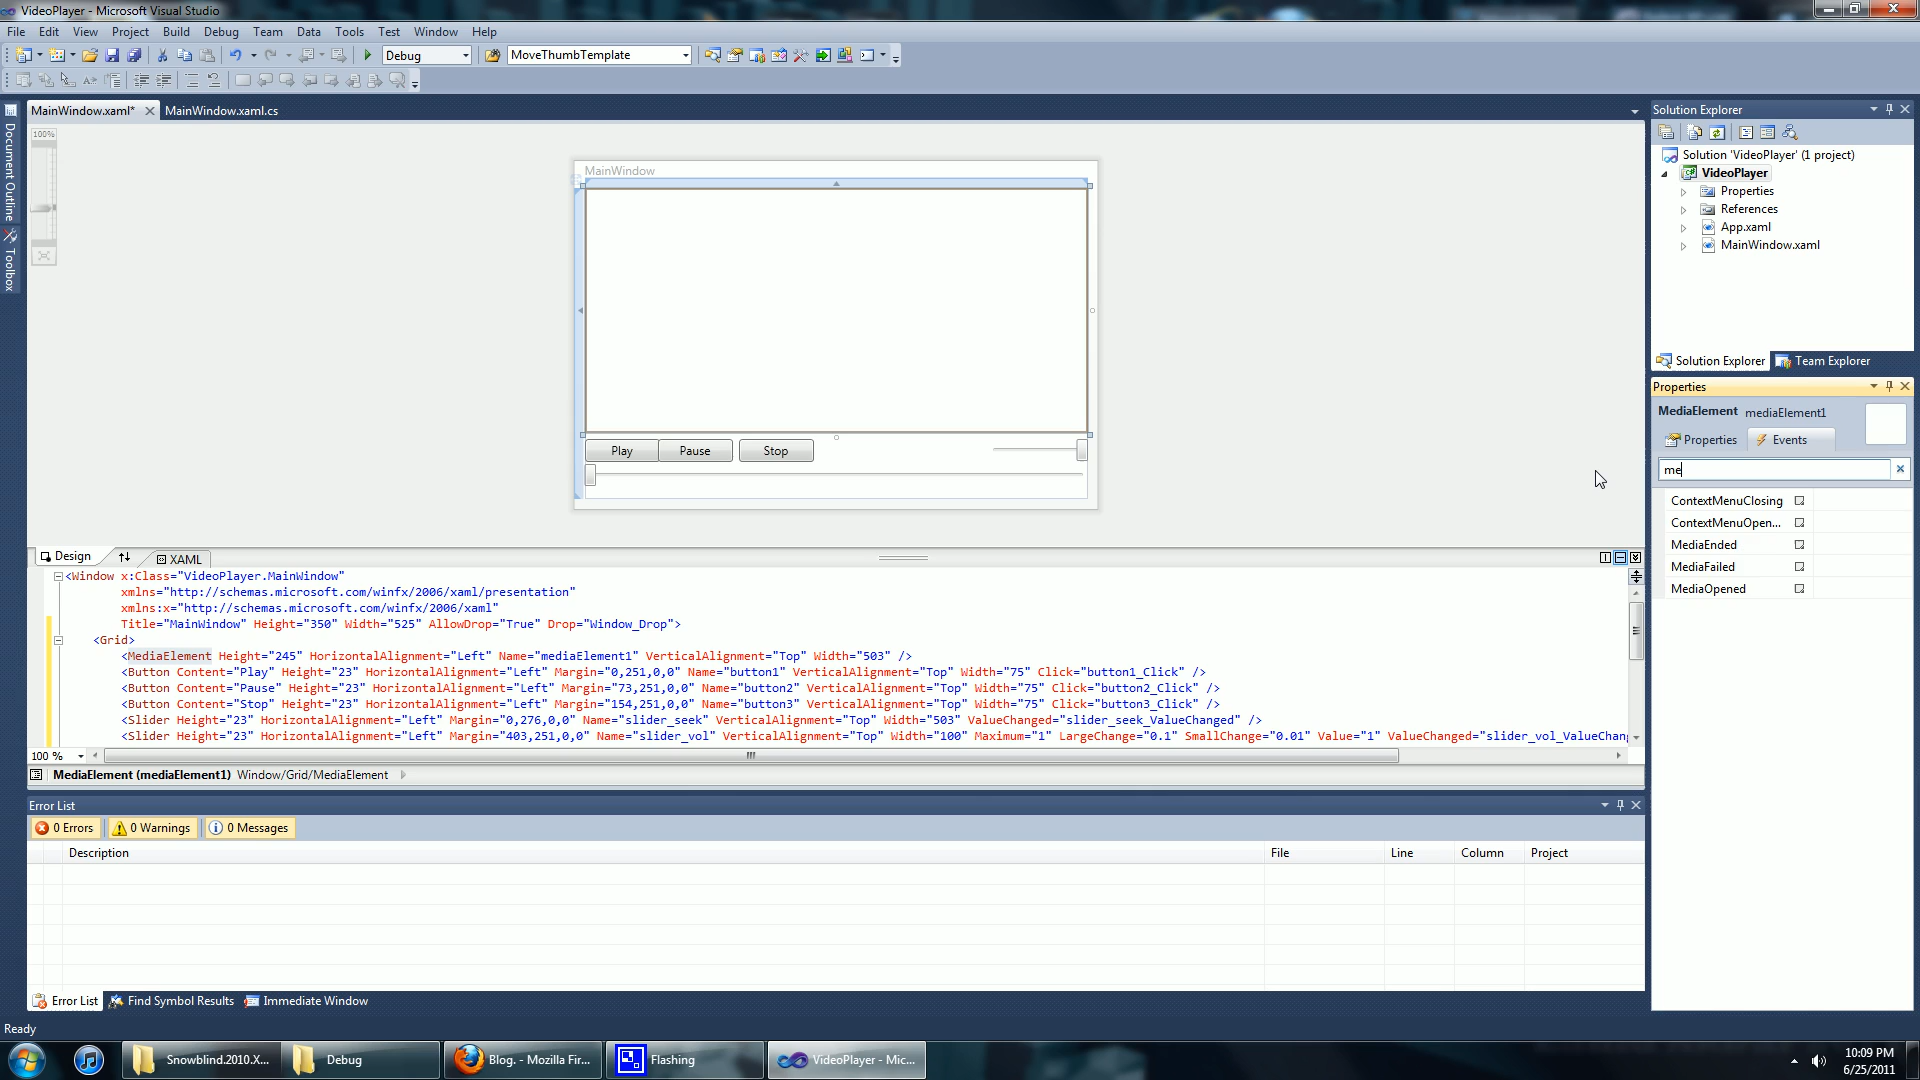 VideoPlayer - Microsoft Visual Studio
File Edit View Project Build Debug Team Data Tools Test Window Help
Debug MoveThumbTemplate
MainWindow.xaml* MainWindow.xaml.cs
Document Outline
Toolbox
100%
MainWindow
Play Pause Stop
Design XAML
<Window x:Class="VideoPlayer.MainWindow"
xmlns="http://schemas.microsoft.com/winfx/2006/xaml/presentation"
xmlns:x="http://schemas.microsoft.com/winfx/2006/xaml"
Title="MainWindow" Height="350" Width="525" AllowDrop="True" Drop="Window_Drop">
<Grid>
<MediaElement Height="245" HorizontalAlignment="Left" Name="mediaElement1" VerticalAlignment="Top" Width="503" />
<Button Content="Play" Height="23" HorizontalAlignment="Left" Margin="0,251,0,0" Name="button1" VerticalAlignment="Top" Width="75" Click="button1_Click" />
<Button Content="Pause" Height="23" HorizontalAlignment="Left" Margin="73,251,0,0" Name="button2" VerticalAlignment="Top" Width="75" Click="button2_Click" />
<Button Content="Stop" Height="23" HorizontalAlignment="Left" Margin="154,251,0,0" Name="button3" VerticalAlignment="Top" Width="75" Click="button3_Click" />
<Slider Height="23" HorizontalAlignment="Left" Margin="0,276,0,0" Name="slider_seek" VerticalAlignment="Top" Width="503" ValueChanged="slider_seek_ValueChanged" />
<Slider Height="23" HorizontalAlignment="Left" Margin="403,251,0,0" Name="slider_vol" VerticalAlignment="Top" Width="100" Maximum="1" LargeChange="0.1" SmallChange="0.01" Value="1" ValueChanged="slider_vol_ValueChan
100 %
MediaElement (mediaElement1) Window/Grid/MediaElement
Error List
0 Errors 0 Warnings 0 Messages
Description File Line Column Project
Error List Find Symbol Results Immediate Window
Solution Explorer
Solution 'VideoPlayer' (1 project)
VideoPlayer
Properties
References
App.xaml
MainWindow.xaml
Solution Explorer Team Explorer
Properties
MediaElement mediaElement1
Properties Events
me
ContextMenuClosing
ContextMenuOpen...
MediaEnded
MediaFailed
MediaOpened
Ready
Snowblind.2010.X... Debug Blog. - Mozilla Fir... Flashing VideoPlayer - Mic...
10:09 PM
6/25/2011